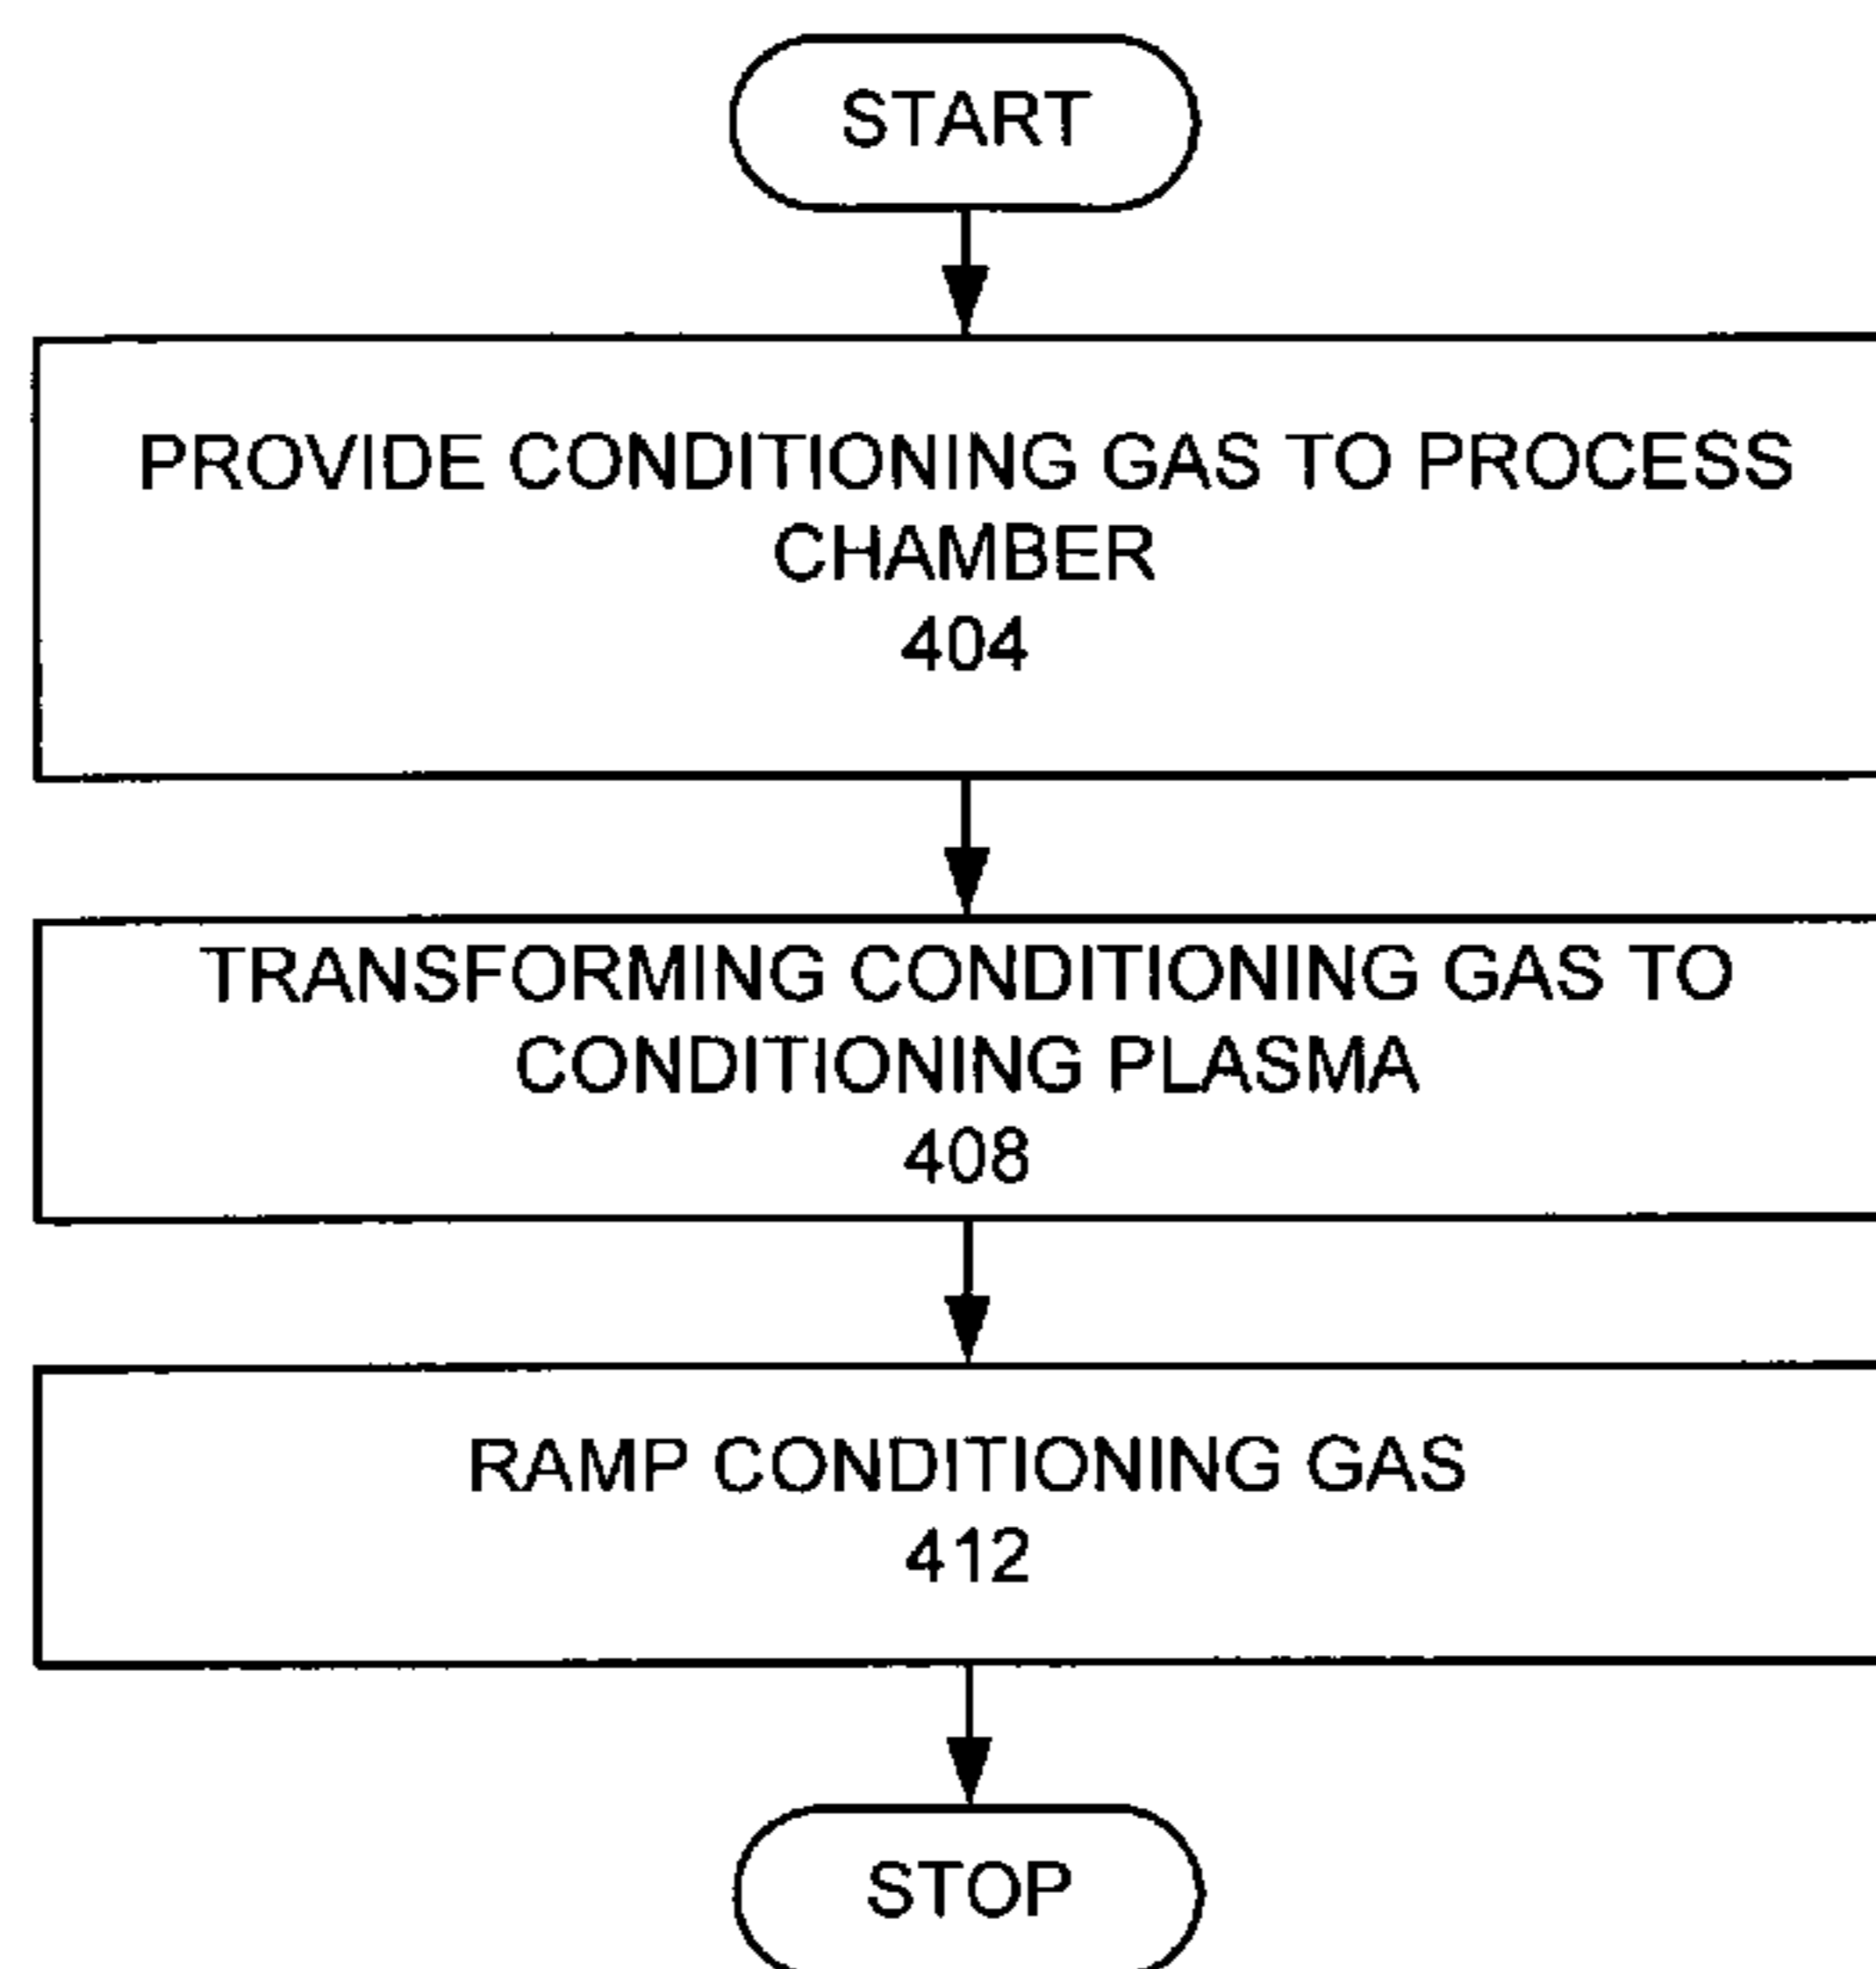 START
PROVIDE CONDITIONING GAS TO PROCESS
CHAMBER
404
TRANSFORMING CONDITIONING GAS TO
CONDITIONING PLASMA
408
RAMP CONDITIONING GAS
412
STOP